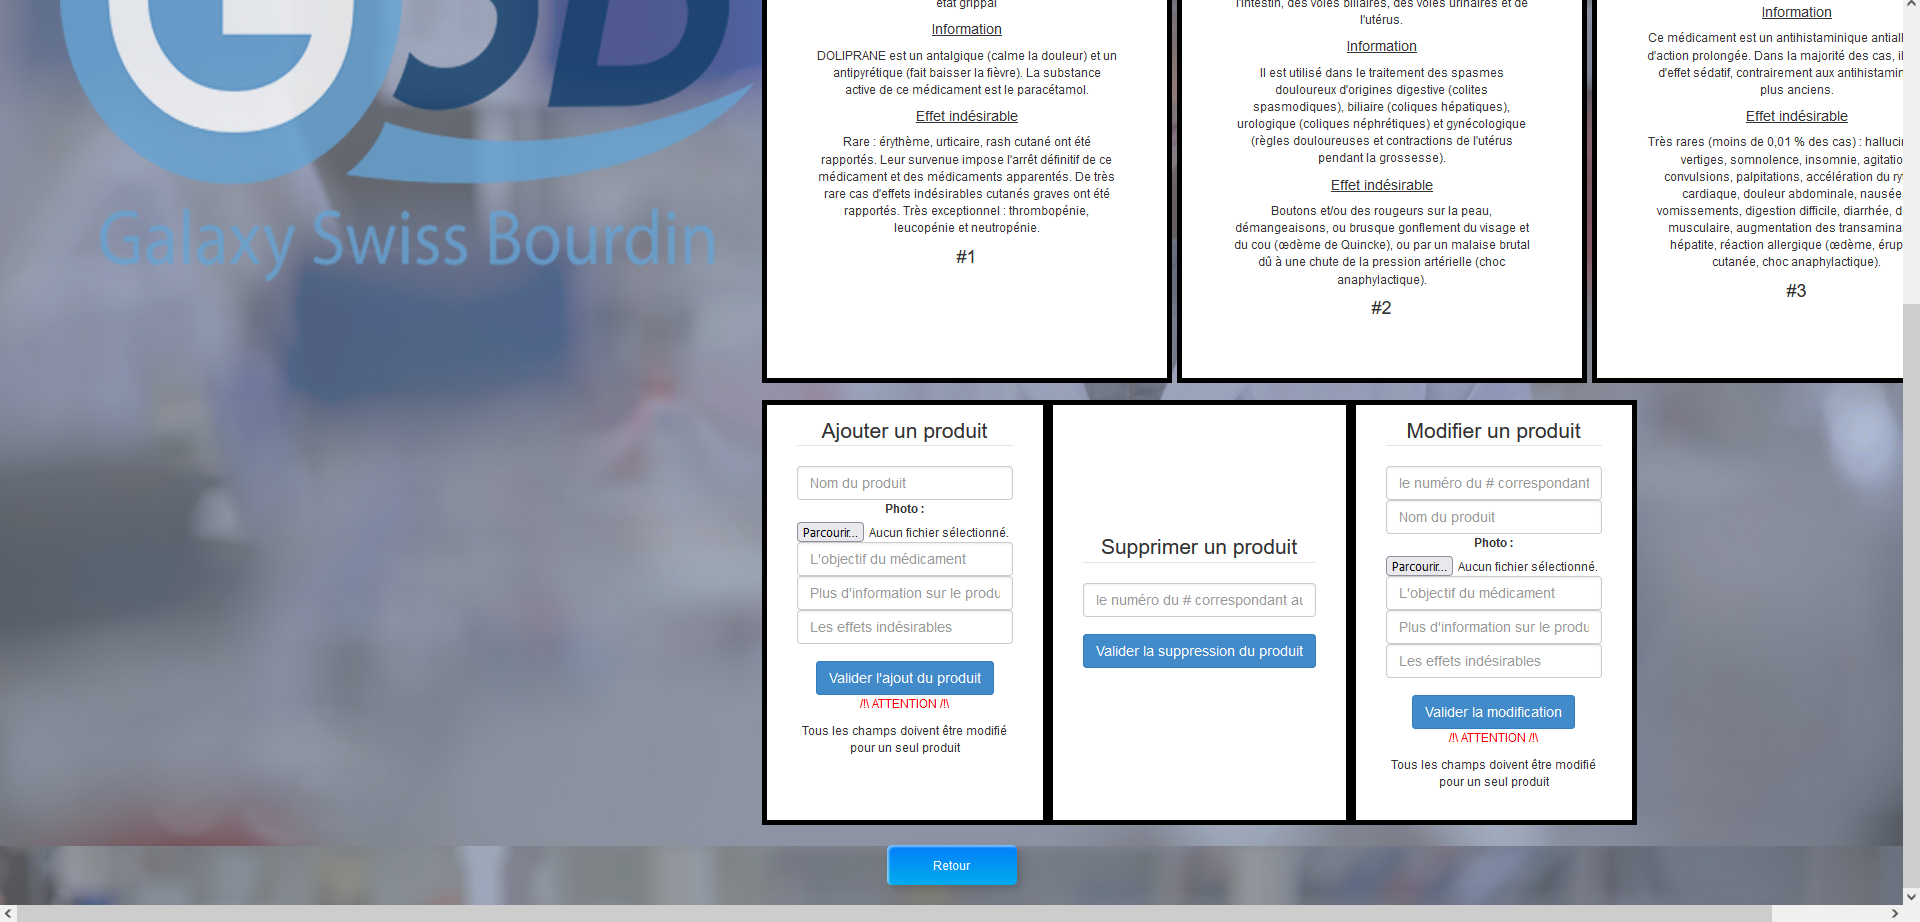 GSB
Galaxy Swiss Bourdin
état grippal
Information
DOLIPRANE est un antalgique (calme la douleur) et un
antipyrétique (fait baisser la fièvre). La substance
active de ce médicament est le paracétamol.
Effet indésirable
Rare : érythème, urticaire, rash cutané ont été
rapportés. Leur survenue impose l'arrêt définitif de ce
médicament et des médicaments apparentés. De très
rare cas d'effets indésirables cutanés graves ont été
rapportés. Très exceptionnel : thrombopénie,
leucopénie et neutropénie.
#1
l'intestin, des voies biliaires, des voies urinaires et de
l'utérus.
Information
Il est utilisé dans le traitement des spasmes
douloureux d'origines digestive (colites
spasmodiques), biliaire (coliques hépatiques),
urologique (coliques néphrétiques) et gynécologique
(règles douloureuses et contractions de l'utérus
pendant la grossesse).
Effet indésirable
Boutons et/ou des rougeurs sur la peau,
démangeaisons, ou brusque gonflement du visage et
du cou (œdème de Quincke), ou par un malaise brutal
dû à une chute de la pression artérielle (choc
anaphylactique).
#2
Information
Ce médicament est un antihistaminique antiall
d'action prolongée. Dans la majorité des cas, il
d'effet sédatif, contrairement aux antihistamin
plus anciens.
Effet indésirable
Très rares (moins de 0,01 % des cas) : hallucin
vertiges, somnolence, insomnie, agitatio
convulsions, palpitations, accélération du ry
cardiaque, douleur abdominale, nausée
vomissements, digestion difficile, diarrhée, d
musculaire, augmentation des transamina
hépatite, réaction allergique (œdème, érup
cutanée, choc anaphylactique).
#3
Ajouter un produit
Nom du produit
Photo :
Parcourir... Aucun fichier sélectionné.
L'objectif du médicament
Plus d'information sur le produ
Les effets indésirables
Valider l'ajout du produit
/!\ ATTENTION /!\
Tous les champs doivent être modifié
pour un seul produit
Supprimer un produit
le numéro du # correspondant au
Valider la suppression du produit
Modifier un produit
le numéro du # correspondant
Nom du produit
Photo :
Parcourir... Aucun fichier sélectionné.
L'objectif du médicament
Plus d'information sur le produ
Les effets indésirables
Valider la modification
/!\ ATTENTION /!\
Tous les champs doivent être modifié
pour un seul produit
Retour